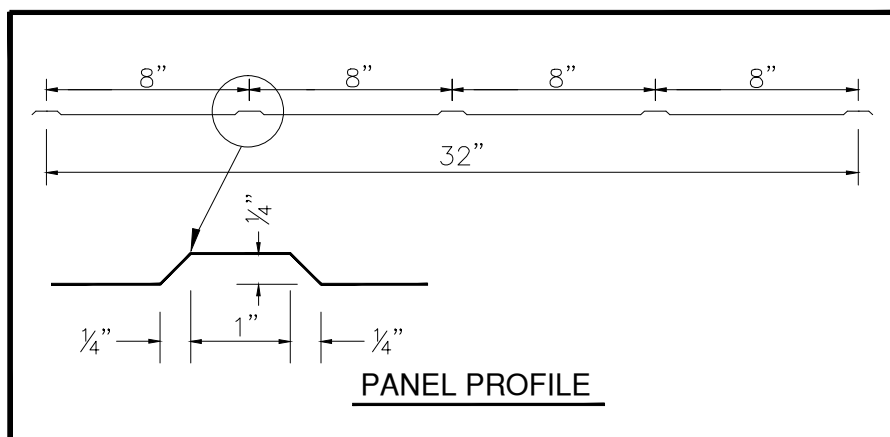 8” 8” 8” 8”
32”
¼”
¼” 1” ¼”
PANEL PROFILE